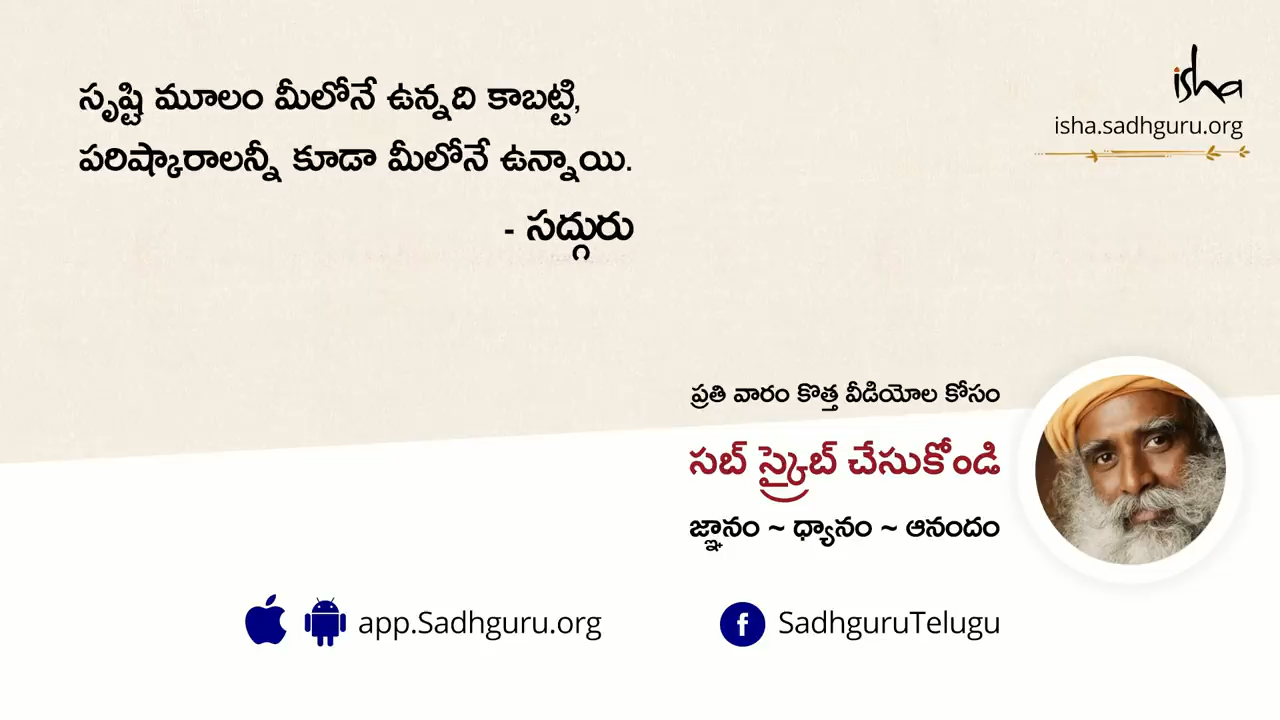 సృష్టి మూలం మీలోనే ఉన్నది కాబట్టి,
పరిష్కారాలన్నీ కూడా మీలోనే ఉన్నాయి.
- సద్గురు
isha
isha.sadhguru.org
ప్రతి వారం కొత్త వీడియోల కోసం
సబ్ స్క్రైబ్ చేసుకోండి
జ్ఞానం ~ ధ్యానం ~ ఆనందం
app.Sadhguru.org
SadhguruTelugu